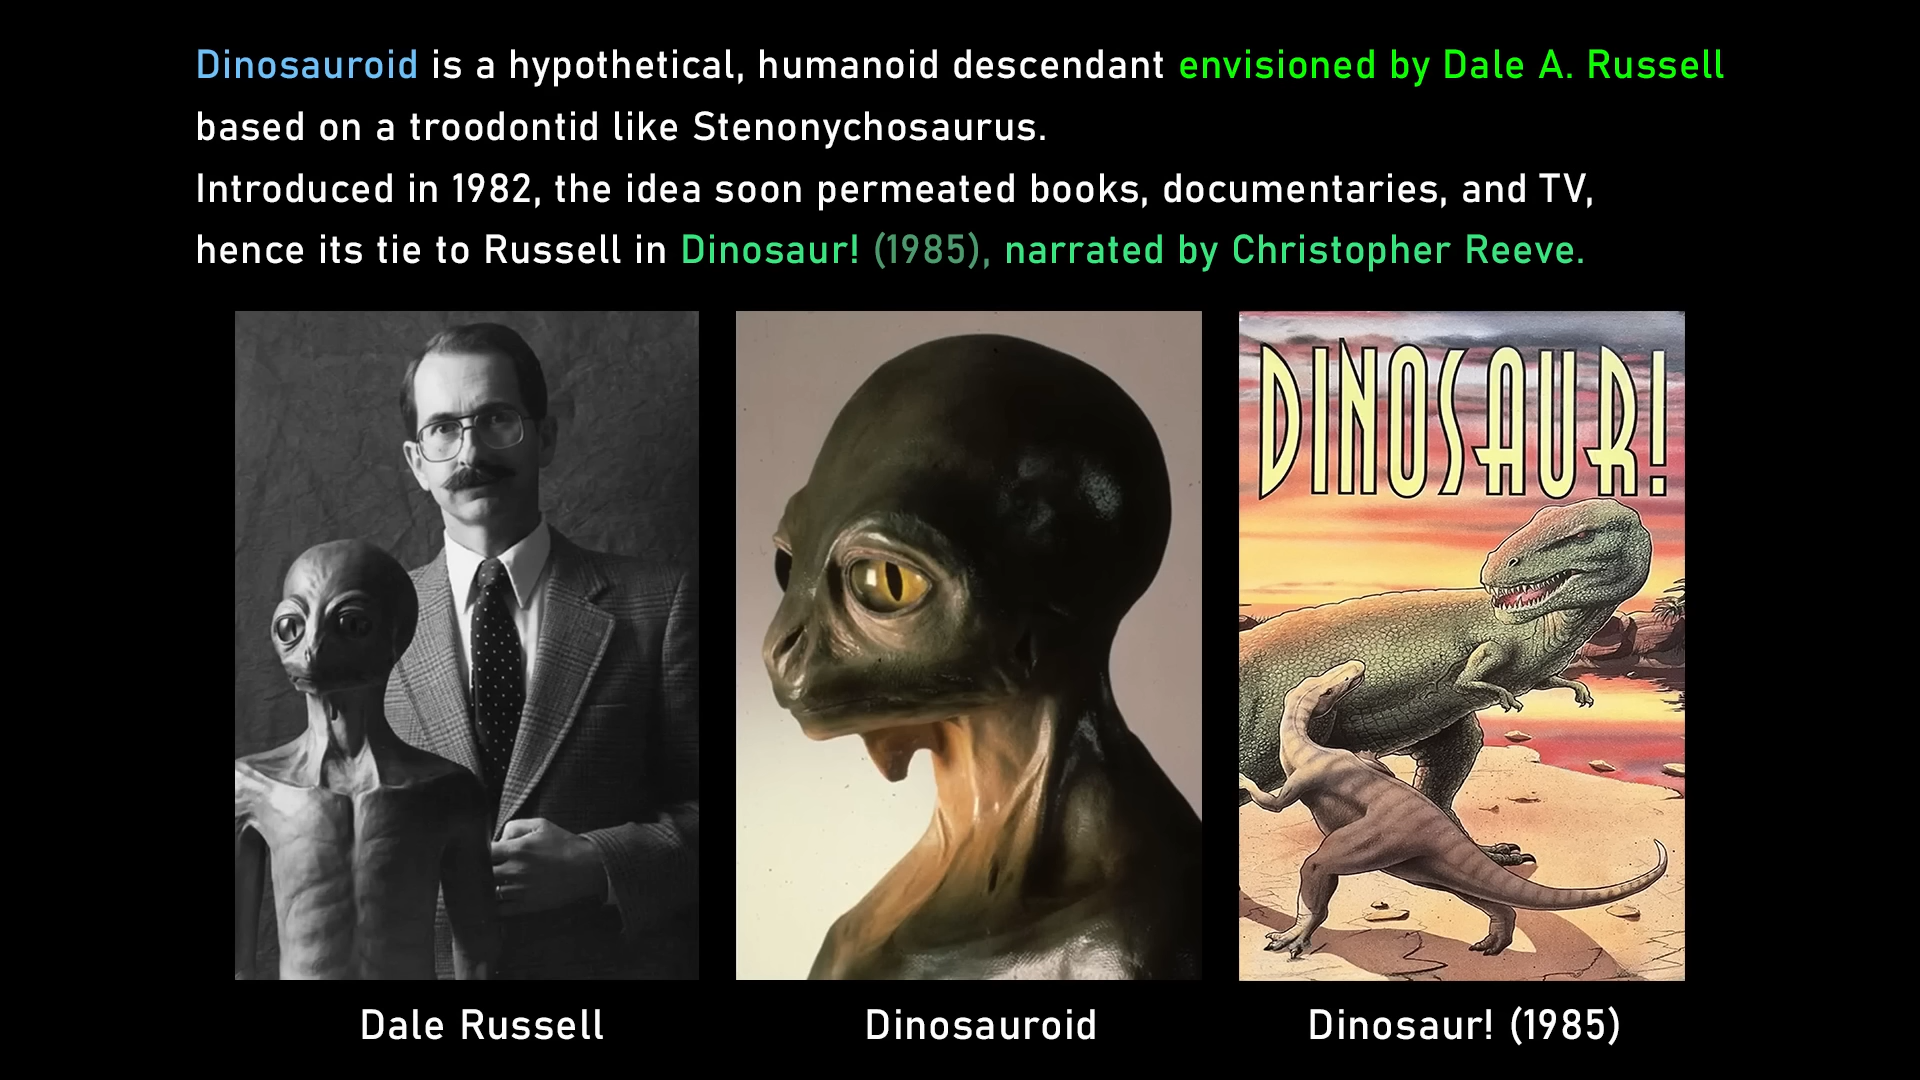 Dinosauroid is a hypothetical, humanoid descendant envisioned by Dale A. Russell
based on a troodontid like Stenonychosaurus.
Introduced in 1982, the idea soon permeated books, documentaries, and TV,
hence its tie to Russell in Dinosaur! (1985), narrated by Christopher Reeve.
DINOSAUR!
Dale Russell
Dinosauroid
Dinosaur! (1985)